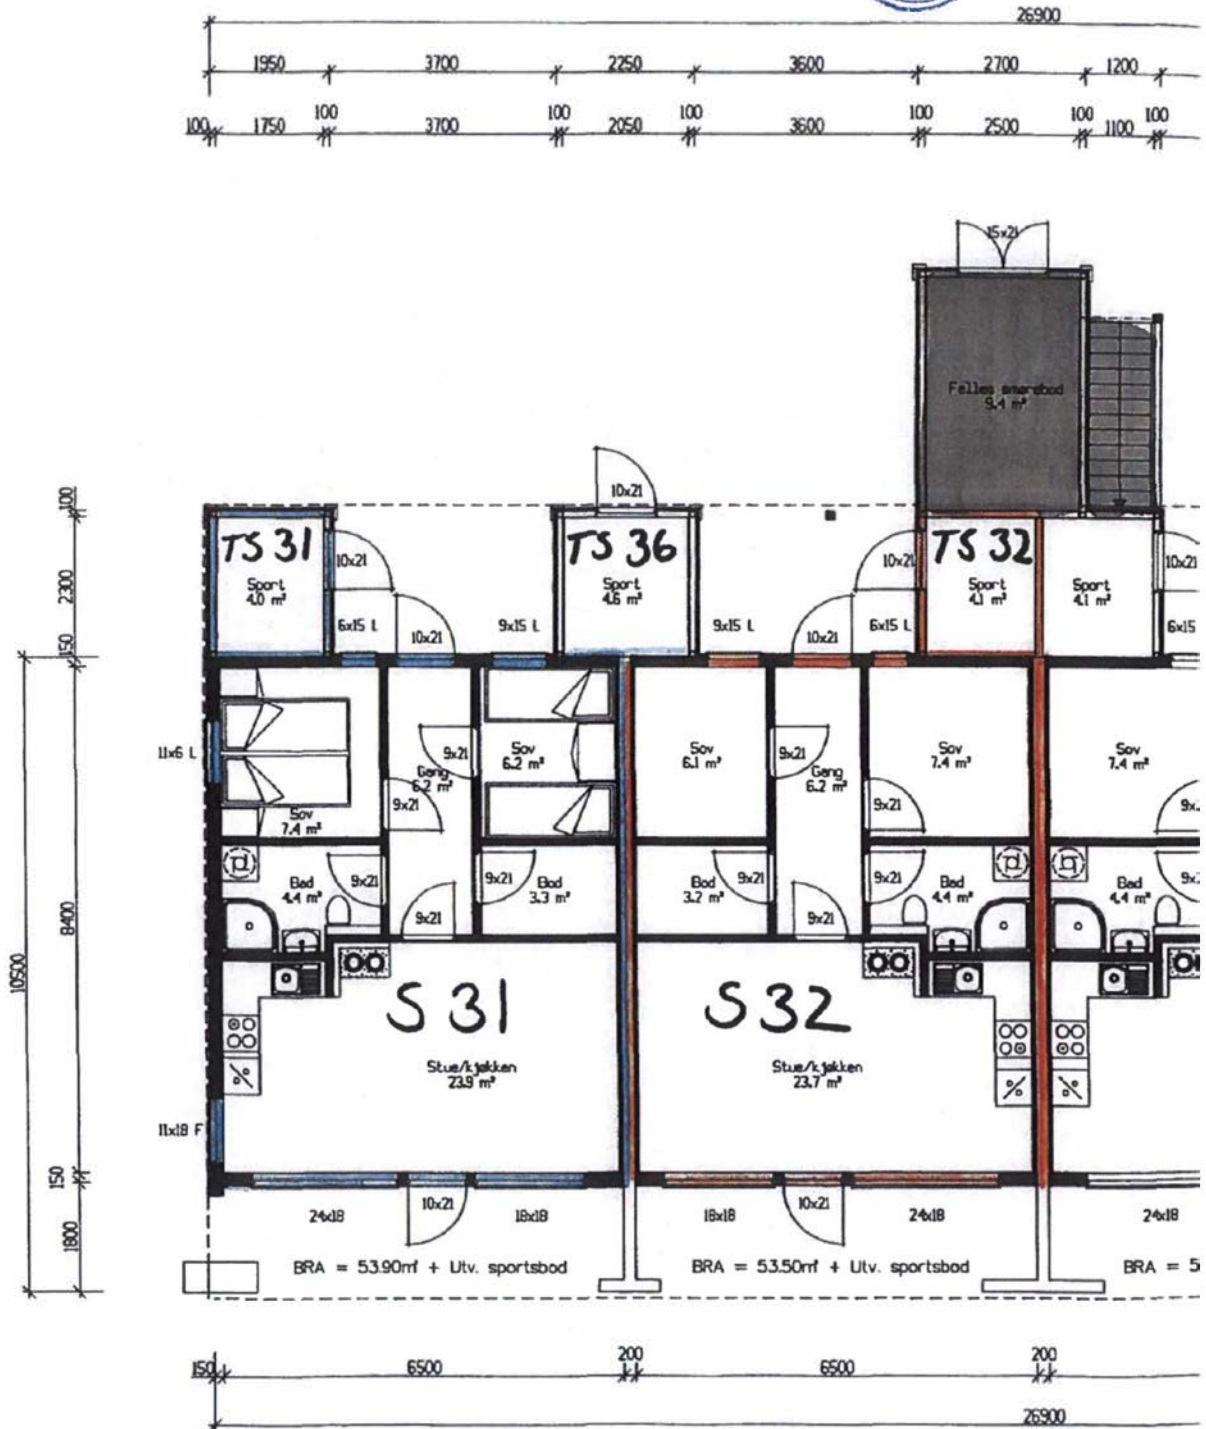 26900
1950 3700 2250 3600 2700 1200
100 100 100 100 100 100
100 1750 3700 2050 3600 2500 1100
15x21
Felles smørebod
9.4 m²
10x21
100
2300
150
TS 31
Sport
4.0 m²
10x21
6x15 L
10x21
9x15 L
TS 36
Sport
4.6 m²
9x15 L
10x21
6x15 L
10x21
TS 32
Sport
4.1 m²
Sport
4.1 m²
10x21
6x15
11x6 L
Sov
7.4 m²
Gang
6.2 m²
9x21
9x21
Sov
6.2 m²
Sov
6.1 m²
9x21
Gang
6.2 m²
9x21
Sov
7.4 m²
Sov
7.4 m²
Bad
4.4 m²
9x21
9x21
9x21
Bod
3.3 m²
Bod
3.2 m²
9x21
9x21
9x21
Bad
4.4 m²
Bad
4.4 m²
8400
10500
S 31
Stue/kjøkken
23.9 m²
S 32
Stue/kjøkken
23.7 m²
11x18 F
150
1800
24x18
10x21
18x18
18x18
10x21
24x18
24x18
BRA = 53.90m² + Utv. sportsbod
BRA = 53.50m² + Utv. sportsbod
BRA = 5
150 6500 200 6500 200
26900